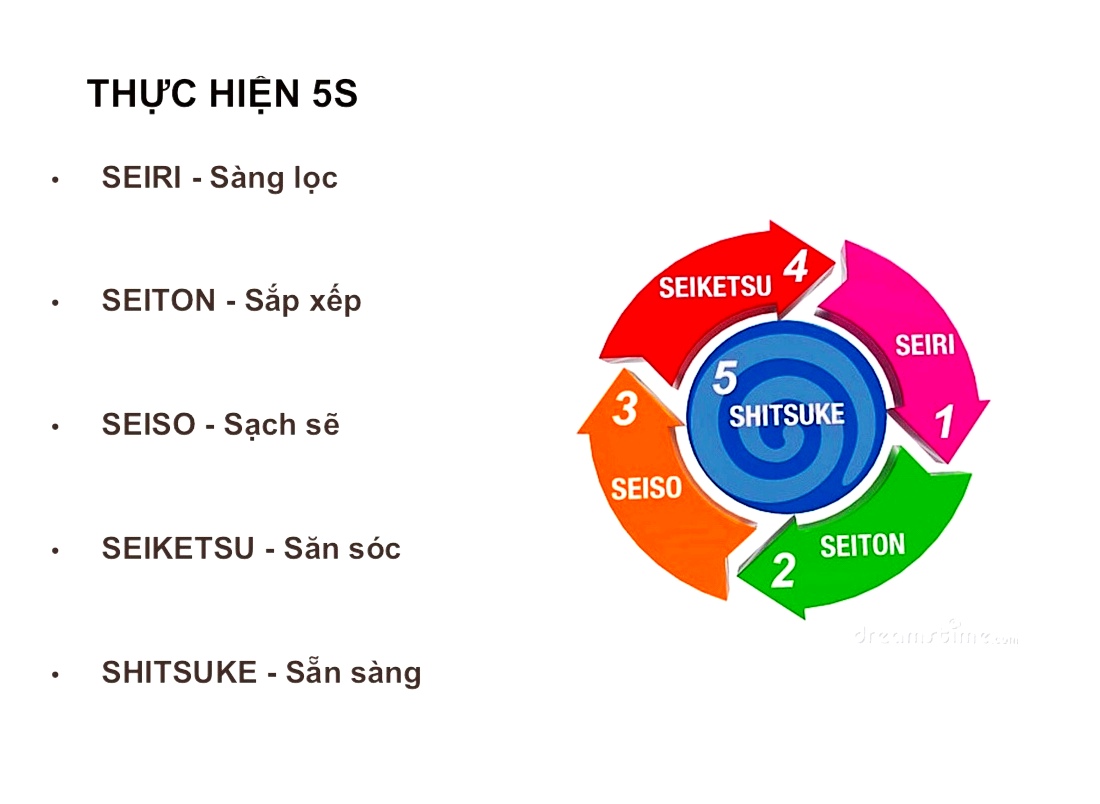 THỰC HIỆN 5S
• SEIRI - Sàng lọc
• SEITON - Sắp xếp
• SEISO - Sạch sẽ
• SEIKETSU - Săn sóc
• SHITSUKE - Sẵn sàng
SEIKETSU 4
SEIRI
1
5
SHITSUKE
3
SEISO
SEITON
2
dreamstime.com